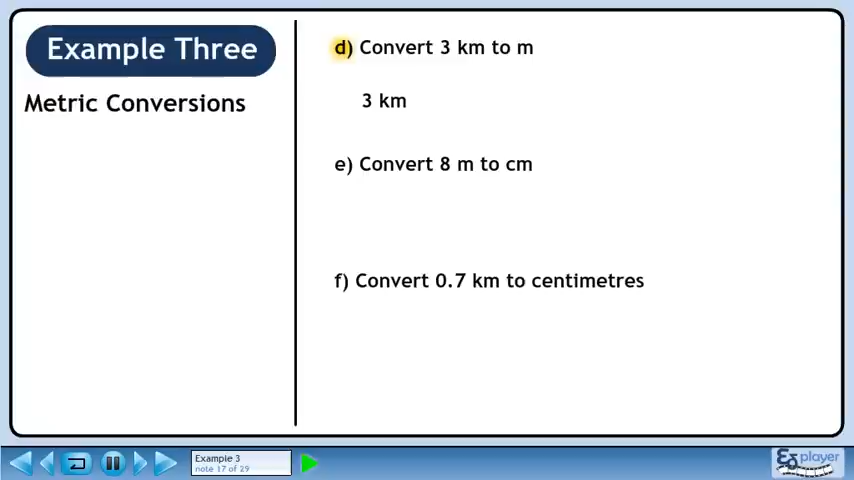 Example Three
Metric Conversions
d) Convert 3 km to m
3 km
e) Convert 8 m to cm
f) Convert 0.7 km to centimetres
Example 3
note 17 of 29
player